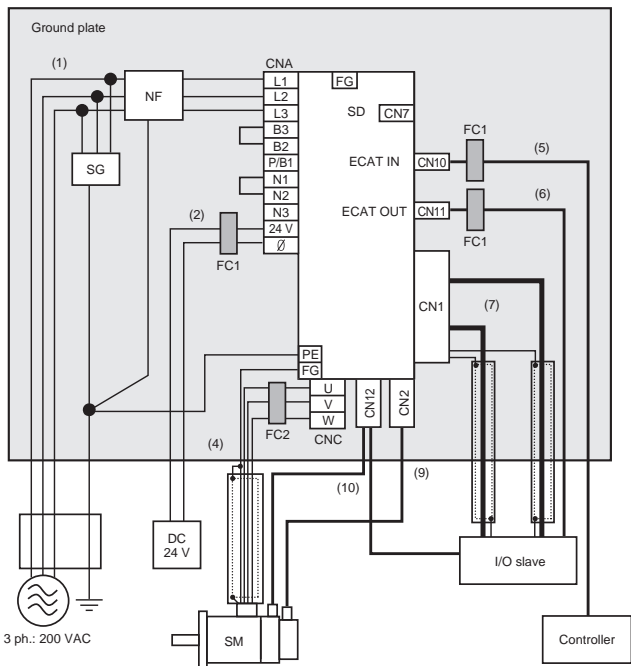 Ground plate
(1)
NF
SG
CNA
L1
L2
L3
B3
B2
P/B1
N1
N2
N3
24 V
Ø
FG
SD
CN7
ECAT IN
CN10
FC1
(5)
ECAT OUT
CN11
FC1
(6)
(2)
FC1
CN1
(7)
PE
FG
U
V
W
CNC
CN12
CN2
FC2
(4)
(10)
(9)
DC
24 V
I/O slave
3 ph.: 200 VAC
SM
Controller